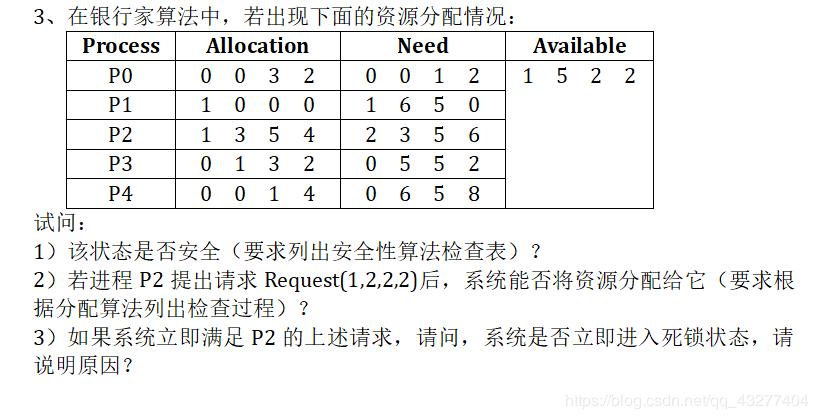 3、在银行家算法中，若出现下面的资源分配情况：
Process Allocation Need Available
P0 0 0 3 2 0 0 1 2 1 5 2 2
P1 1 0 0 0 1 6 5 0
P2 1 3 5 4 2 3 5 6
P3 0 1 3 2 0 5 5 2
P4 0 0 1 4 0 6 5 8
试问：
1）该状态是否安全（要求列出安全性算法检查表）？
2）若进程 P2 提出请求 Request(1,2,2,2)后，系统能否将资源分配给它（要求根
据分配算法列出检查过程）？
3）如果系统立即满足 P2 的上述请求，请问，系统是否立即进入死锁状态，请
说明原因？
https://blog.csdn.net/qq_43277404